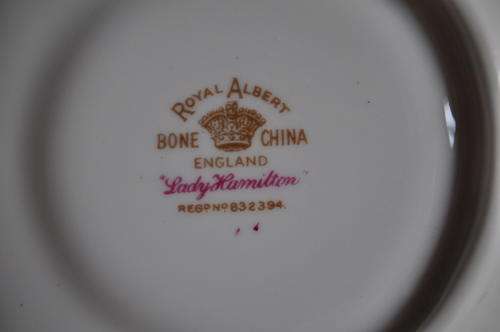 ROYAL ALBERT
BONE CHINA
ENGLAND
"Lady Hamilton"
REGD NO 832394.